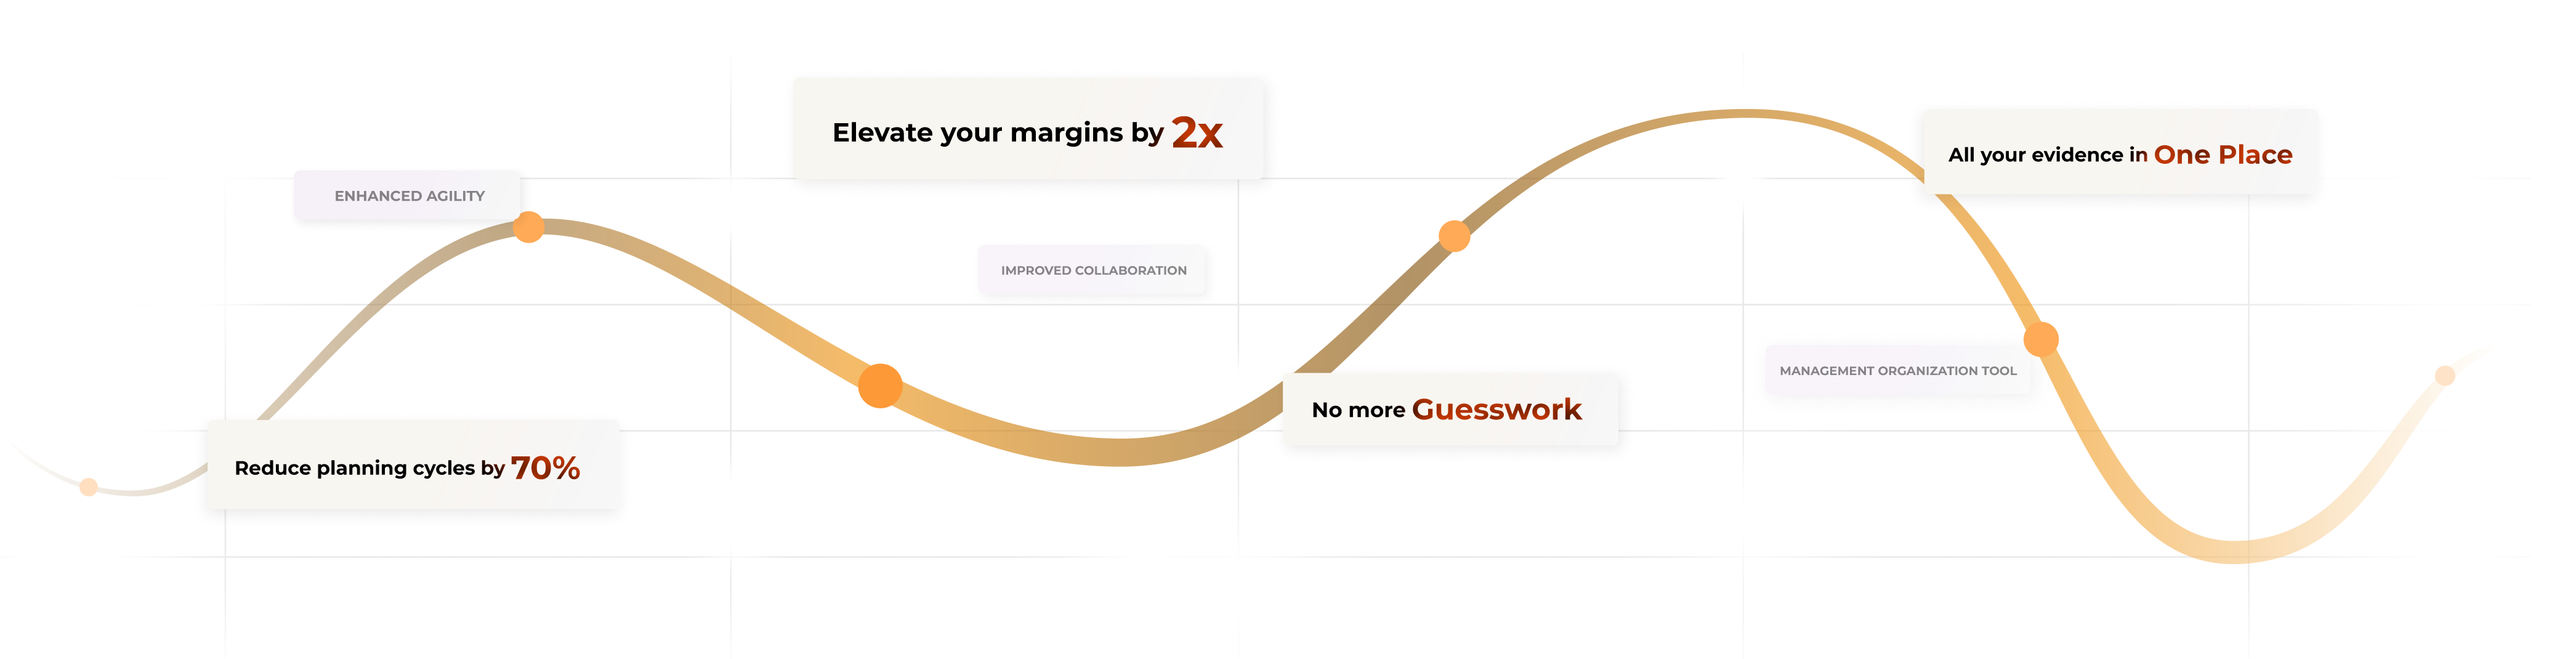 Elevate your margins by 2x
All your evidence in One Place
ENHANCED AGILITY
IMPROVED COLLABORATION
MANAGEMENT ORGANIZATION TOOL
No more Guesswork
Reduce planning cycles by 70%